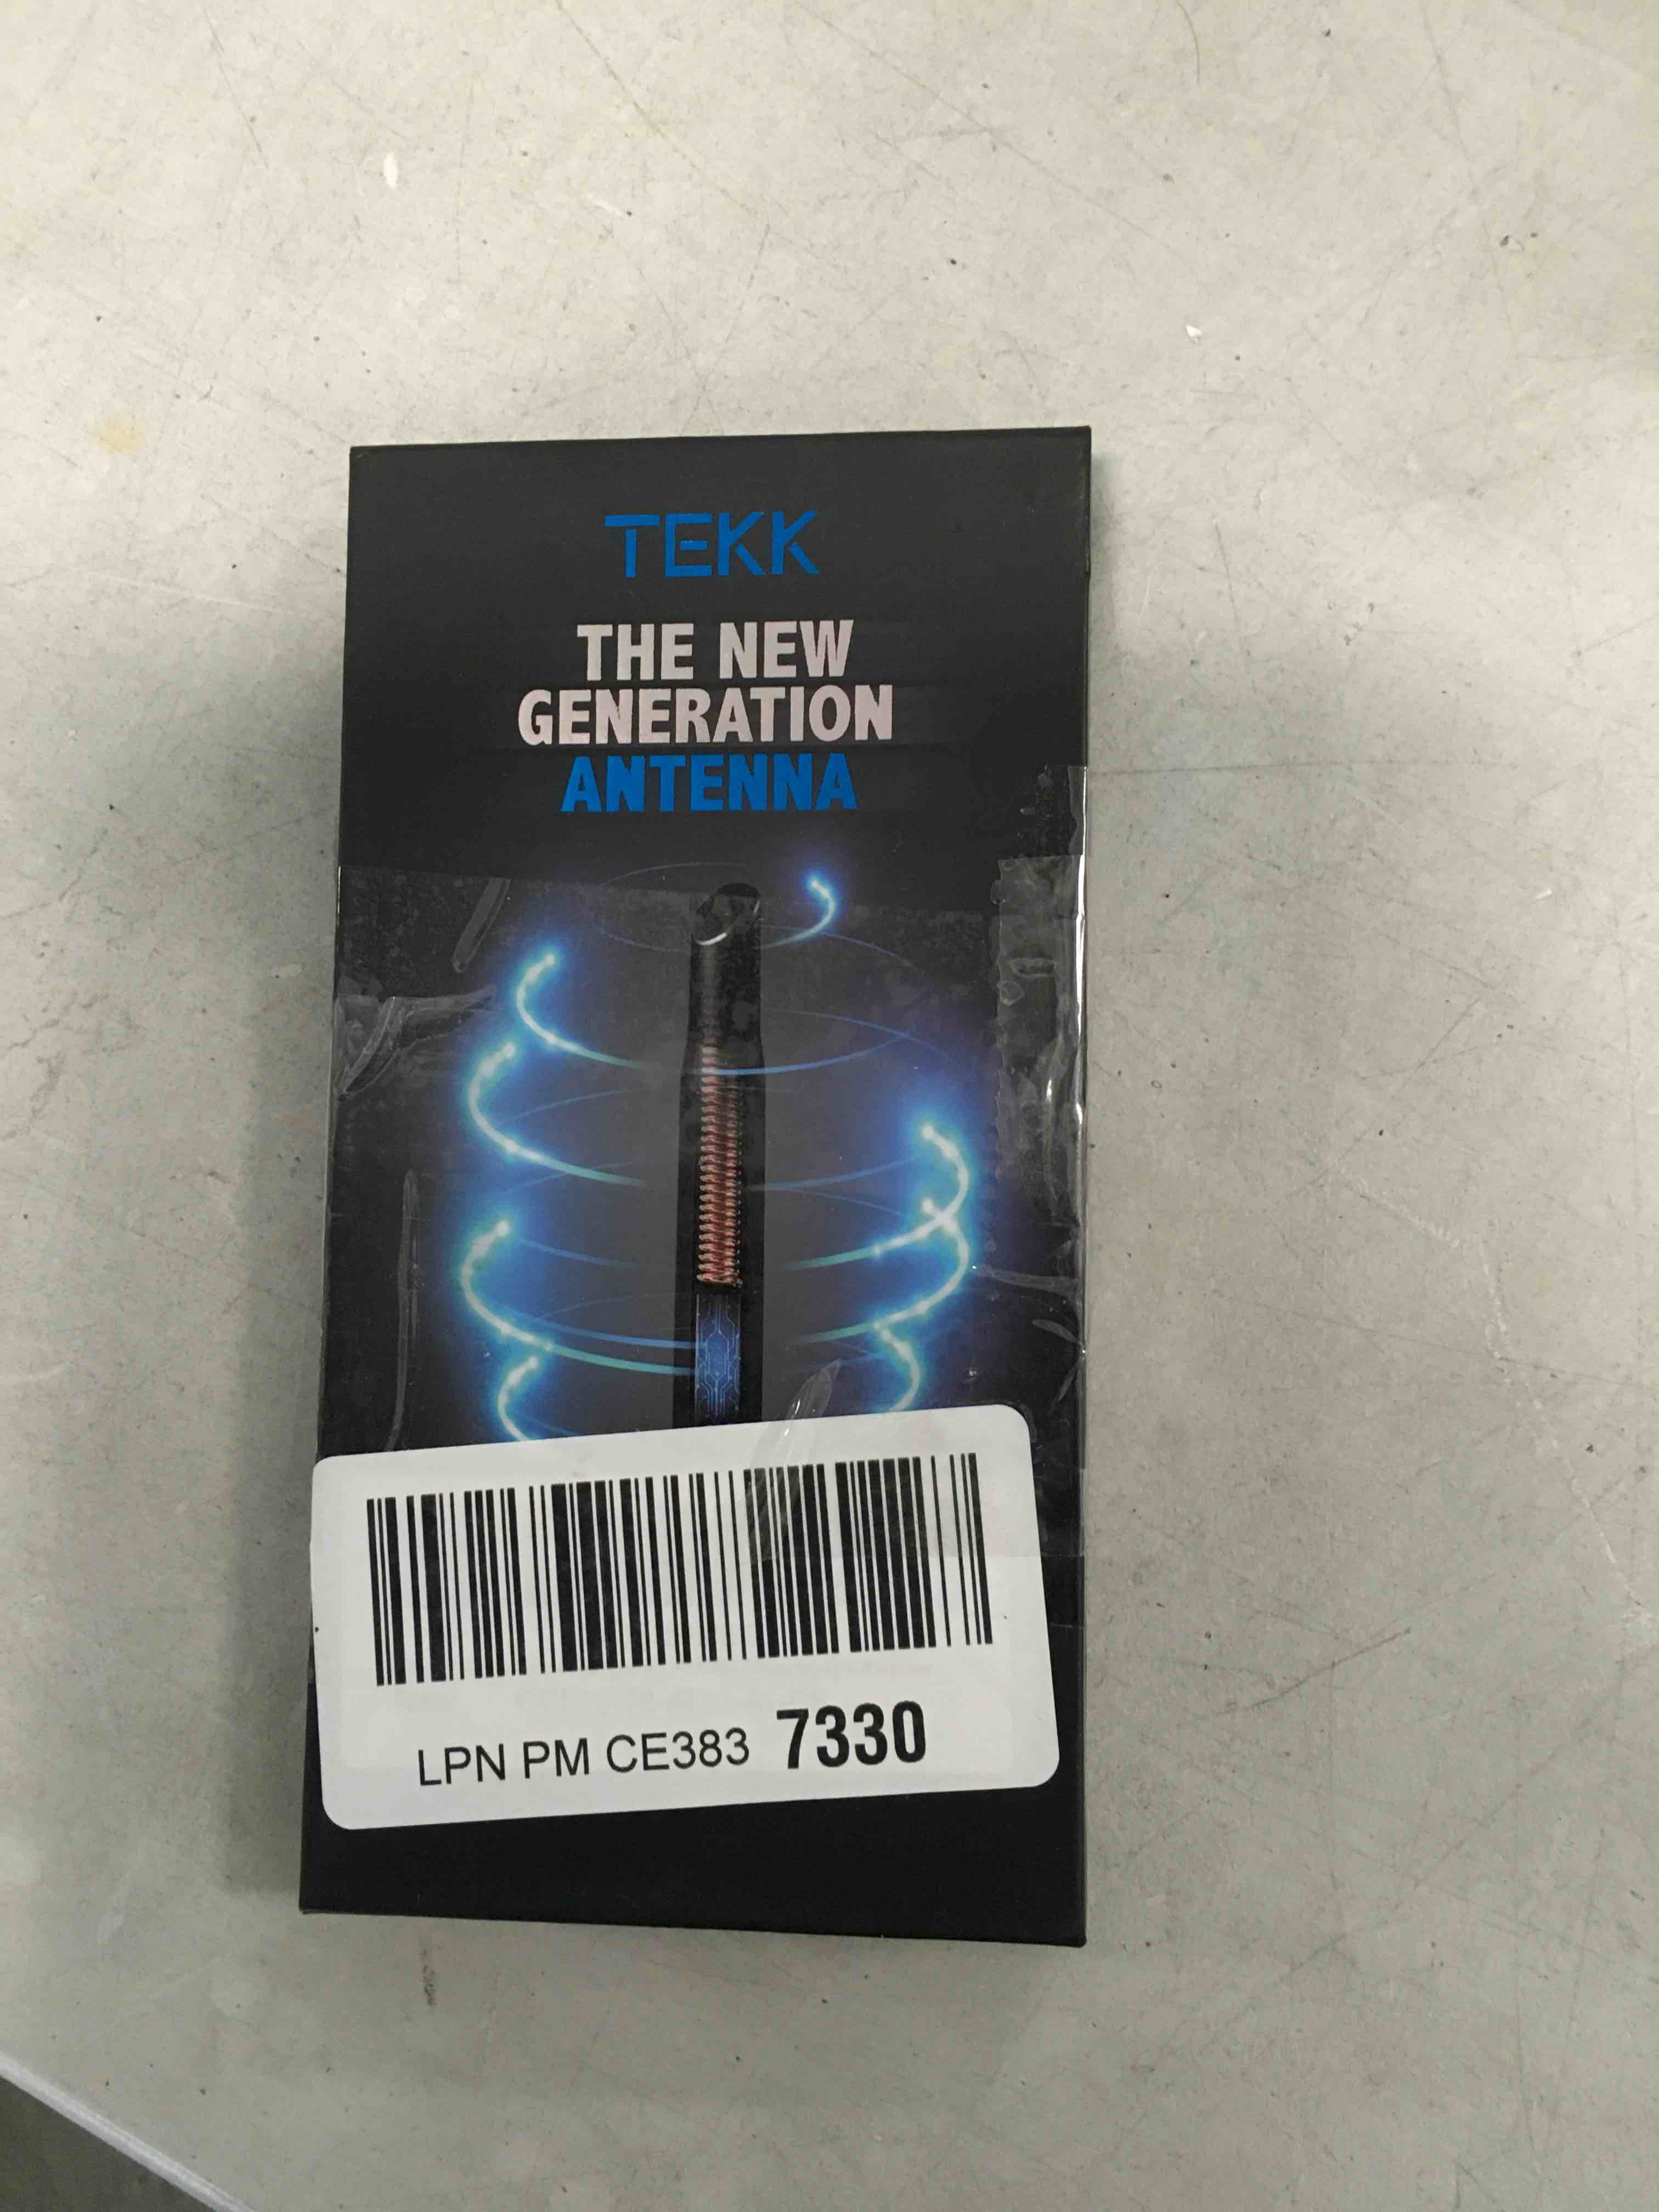 TEKK
THE NEW
GENERATION
ANTENNA
LPN PM CE383 7330